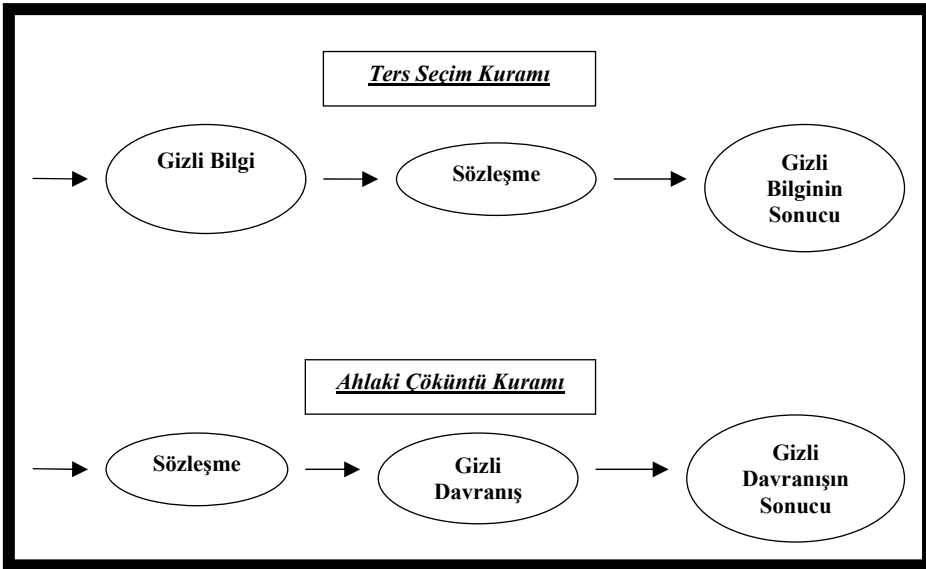 Ters Seçim Kuramı
Gizli Bilgi
Sözleşme
Gizli
Bilginin
Sonucu
Ahlaki Çöküntü Kuramı
Sözleşme
Gizli
Davranış
Gizli
Davranışın
Sonucu